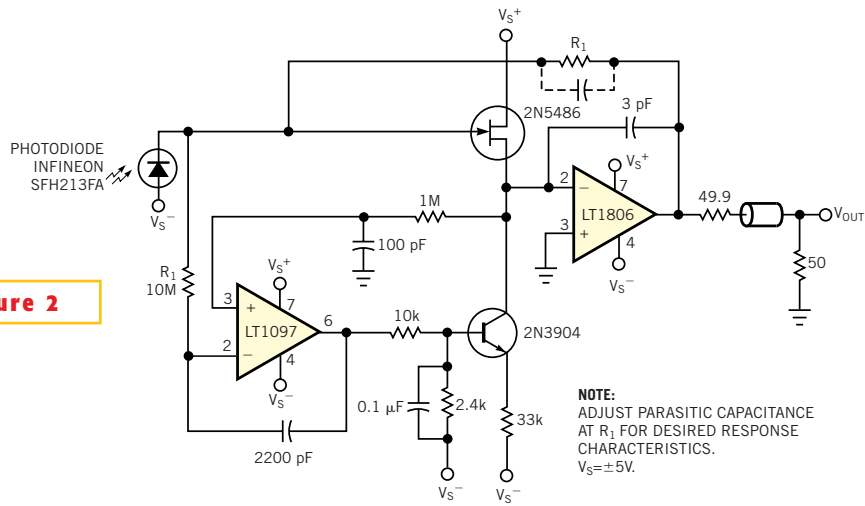 VS+
R1
2N5486
3 pF
PHOTODIODE
INFINEON
SFH213FA
VS−
1M
100 pF
2
−
7
VS+
LT1806
3
+
4
VS−
49.9
VOUT
50
R1
10M
VS+
3
+
7
LT1097
6
2
−
4
VS−
10k
2N3904
ure 2
0.1 µF
2.4k
33k
2200 pF
VS−
VS−
NOTE:
ADJUST PARASITIC CAPACITANCE
AT R1 FOR DESIRED RESPONSE
CHARACTERISTICS.
VS=±5V.